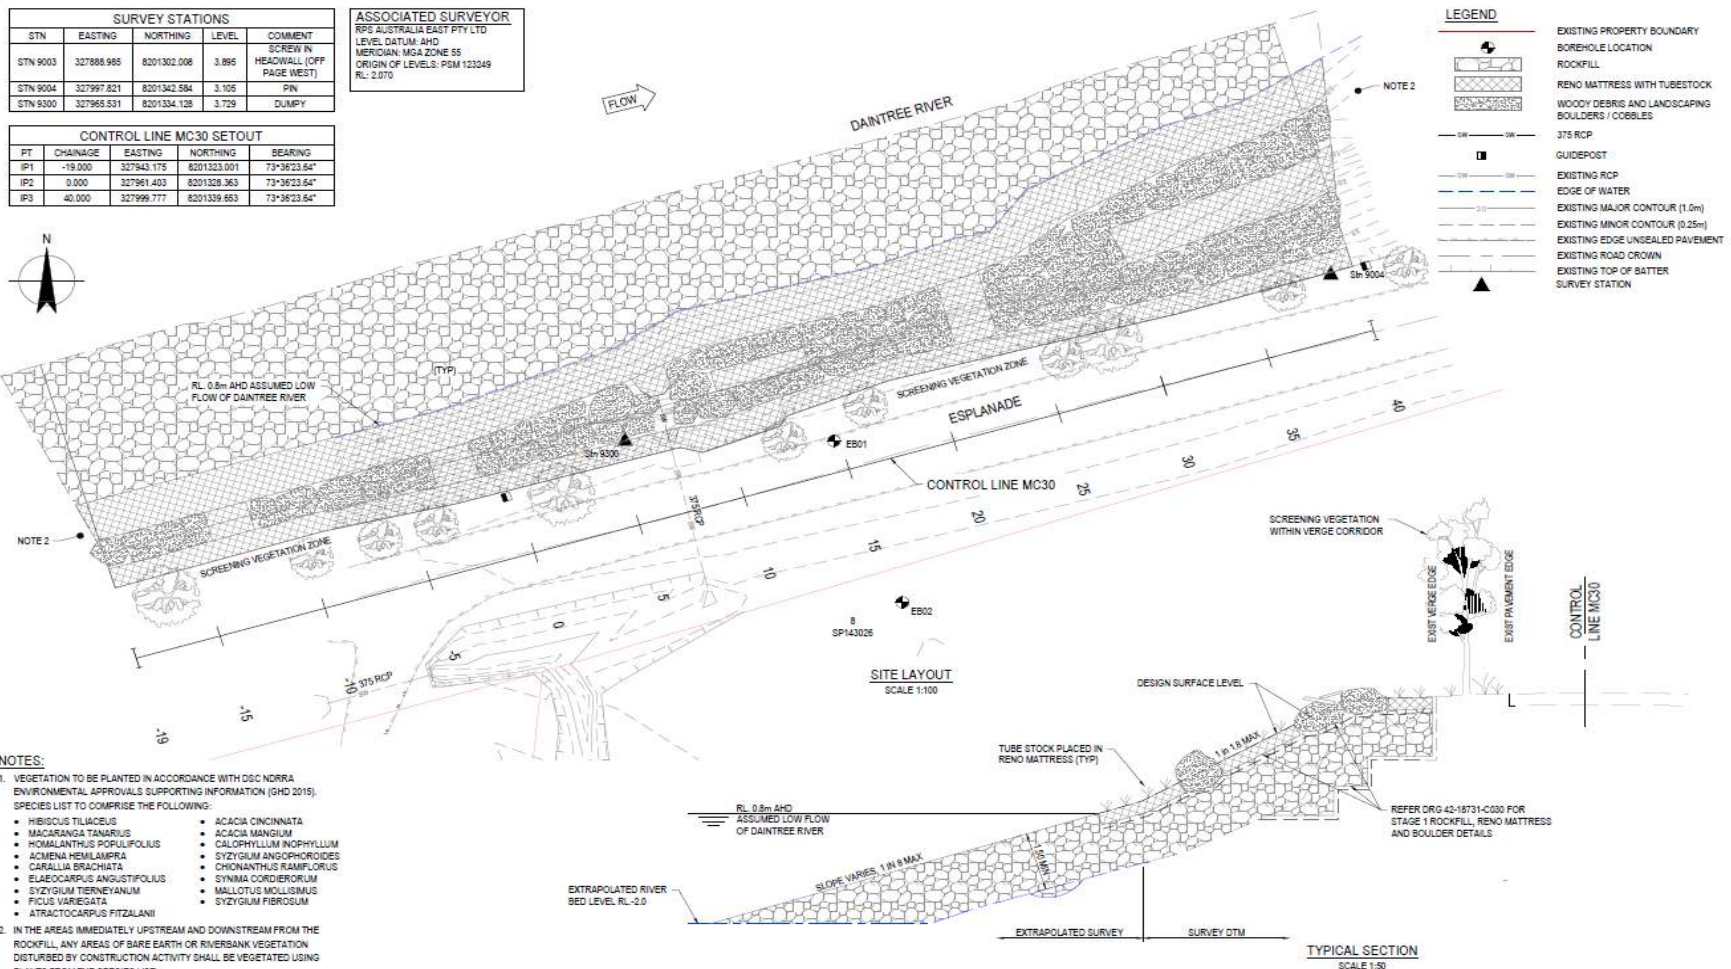 SURVEY STATIONS
STN EASTING NORTHING LEVEL COMMENT
STN 9003 327888.985 8201302.008 3.895 SCREW IN HEADWALL (OFF PAGE WEST)
STN 9004 327997.821 8201342.584 3.105 PIN
STN 9300 327965.531 8201334.128 3.729 DUMPY
ASSOCIATED SURVEYOR
RPS AUSTRALIA EAST PTY LTD
LEVEL DATUM: AHD
MERIDIAN: MGA ZONE 55
ORIGIN OF LEVELS: PSM 123249
RL: 2.070
CONTROL LINE MC30 SETOUT
PT CHAINAGE EASTING NORTHING BEARING
IP1 -19.000 327943.175 8201323.001 73°36'23.64"
IP2 0.000 327961.403 8201328.363 73°36'23.64"
IP3 40.000 327999.777 8201339.653 73°36'23.64"
N
FLOW
DAINTREE RIVER
NOTE 2
LEGEND
EXISTING PROPERTY BOUNDARY
BOREHOLE LOCATION
ROCKFILL
RENO MATTRESS WITH TUBESTOCK
WOODY DEBRIS AND LANDSCAPING
BOULDERS / COBBLES
SW SW 375 RCP
GUIDEPOST
SW SW EXISTING RCP
EDGE OF WATER
EXISTING MAJOR CONTOUR (1.0m)
EXISTING MINOR CONTOUR (0.25m)
EXISTING EDGE UNSEALED PAVEMENT
EXISTING ROAD CROWN
EXISTING TOP OF BATTER
SURVEY STATION
Stn 9004
(TYP)
RL. 0.8m AHD ASSUMED LOW
FLOW OF DAINTREE RIVER
SCREENING VEGETATION ZONE
ESPLANADE
Stn 9300
EB01
CONTROL LINE MC30
375 RCP
NOTE 2
SCREENING VEGETATION ZONE
375 RCP
-19
-15
-10
-5
0
5
10
15
20
25
30
35
40
EB02
8
SP143026
SITE LAYOUT
SCALE 1:100
SCREENING VEGETATION
WITHIN VERGE CORRIDOR
EXIST VERGE EDGE
EXIST PAVEMENT EDGE
CONTROL
LINE MC30
DESIGN SURFACE LEVEL
1 in 1.8 MAX
TUBE STOCK PLACED IN
RENO MATTRESS (TYP)
RL. 0.8m AHD
ASSUMED LOW FLOW
OF DAINTREE RIVER
REFER DRG 42-18731-C030 FOR
STAGE 1 ROCKFILL, RENO MATTRESS
AND BOULDER DETAILS
SLOPE VARIES, 1 IN 8 MAX
1.50 MIN
EXTRAPOLATED RIVER
BED LEVEL RL.-2.0
EXTRAPOLATED SURVEY
SURVEY DTM
TYPICAL SECTION
SCALE 1:50
NOTES:
1. VEGETATION TO BE PLANTED IN ACCORDANCE WITH DSC NDRRA
ENVIRONMENTAL APPROVALS SUPPORTING INFORMATION (GHD 2015).
SPECIES LIST TO COMPRISE THE FOLLOWING:
• HIBISCUS TILIACEUS
• MACARANGA TANARIUS
• HOMALANTHUS POPULIFOLIUS
• ACMENA HEMILAMPRA
• CARALLIA BRACHIATA
• ELAEOCARPUS ANGUSTIFOLIUS
• SYZYGIUM TIERNEYANUM
• FICUS VARIEGATA
• ATRACTOCARPUS FITZALANII
• ACACIA CINCINNATA
• ACACIA MANGIUM
• CALOPHYLLUM INOPHYLLUM
• SYZYGIUM ANGOPHOROIDES
• CHIONANTHUS RAMIFLORUS
• SYNIMA CORDIERORUM
• MALLOTUS MOLLISIMUS
• SYZYGIUM FIBROSUM
2. IN THE AREAS IMMEDIATELY UPSTREAM AND DOWNSTREAM FROM THE
ROCKFILL, ANY AREAS OF BARE EARTH OR RIVERBANK VEGETATION
DISTURBED BY CONSTRUCTION ACTIVITY SHALL BE VEGETATED USING